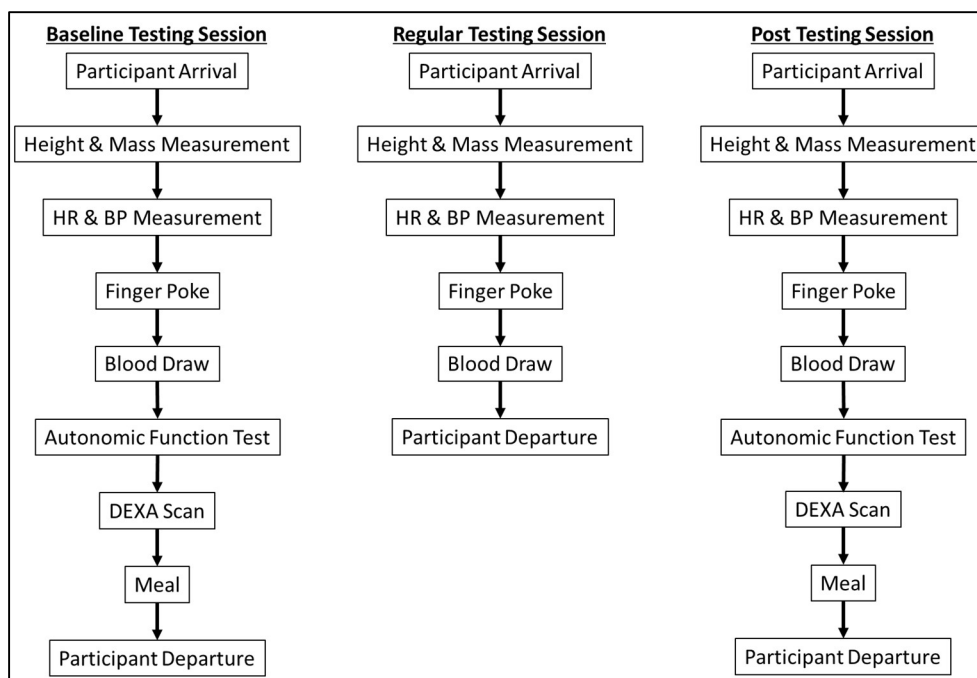 Baseline Testing Session
Participant Arrival
Height & Mass Measurement
HR & BP Measurement
Finger Poke
Blood Draw
Autonomic Function Test
DEXA Scan
Meal
Participant Departure
Regular Testing Session
Participant Arrival
Height & Mass Measurement
HR & BP Measurement
Finger Poke
Blood Draw
Participant Departure
Post Testing Session
Participant Arrival
Height & Mass Measurement
HR & BP Measurement
Finger Poke
Blood Draw
Autonomic Function Test
DEXA Scan
Meal
Participant Departure